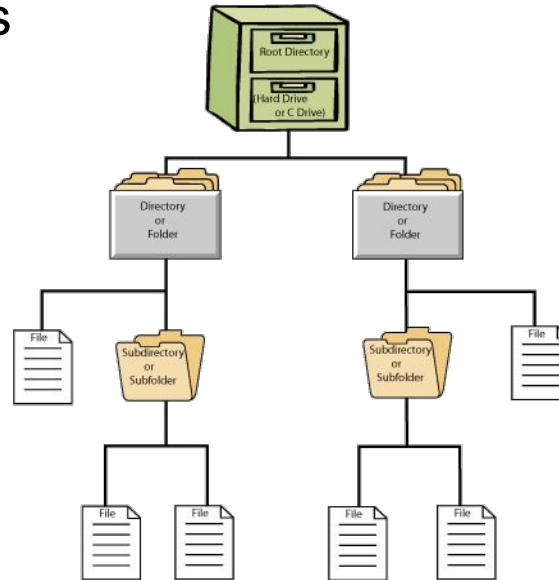 s
Root Directory
(Hard Drive
or C Drive)
Directory
or
Folder
Directory
or
Folder
File
Subdirectory
or
Subfolder
Subdirectory
or
Subfolder
File
File
File
File
File